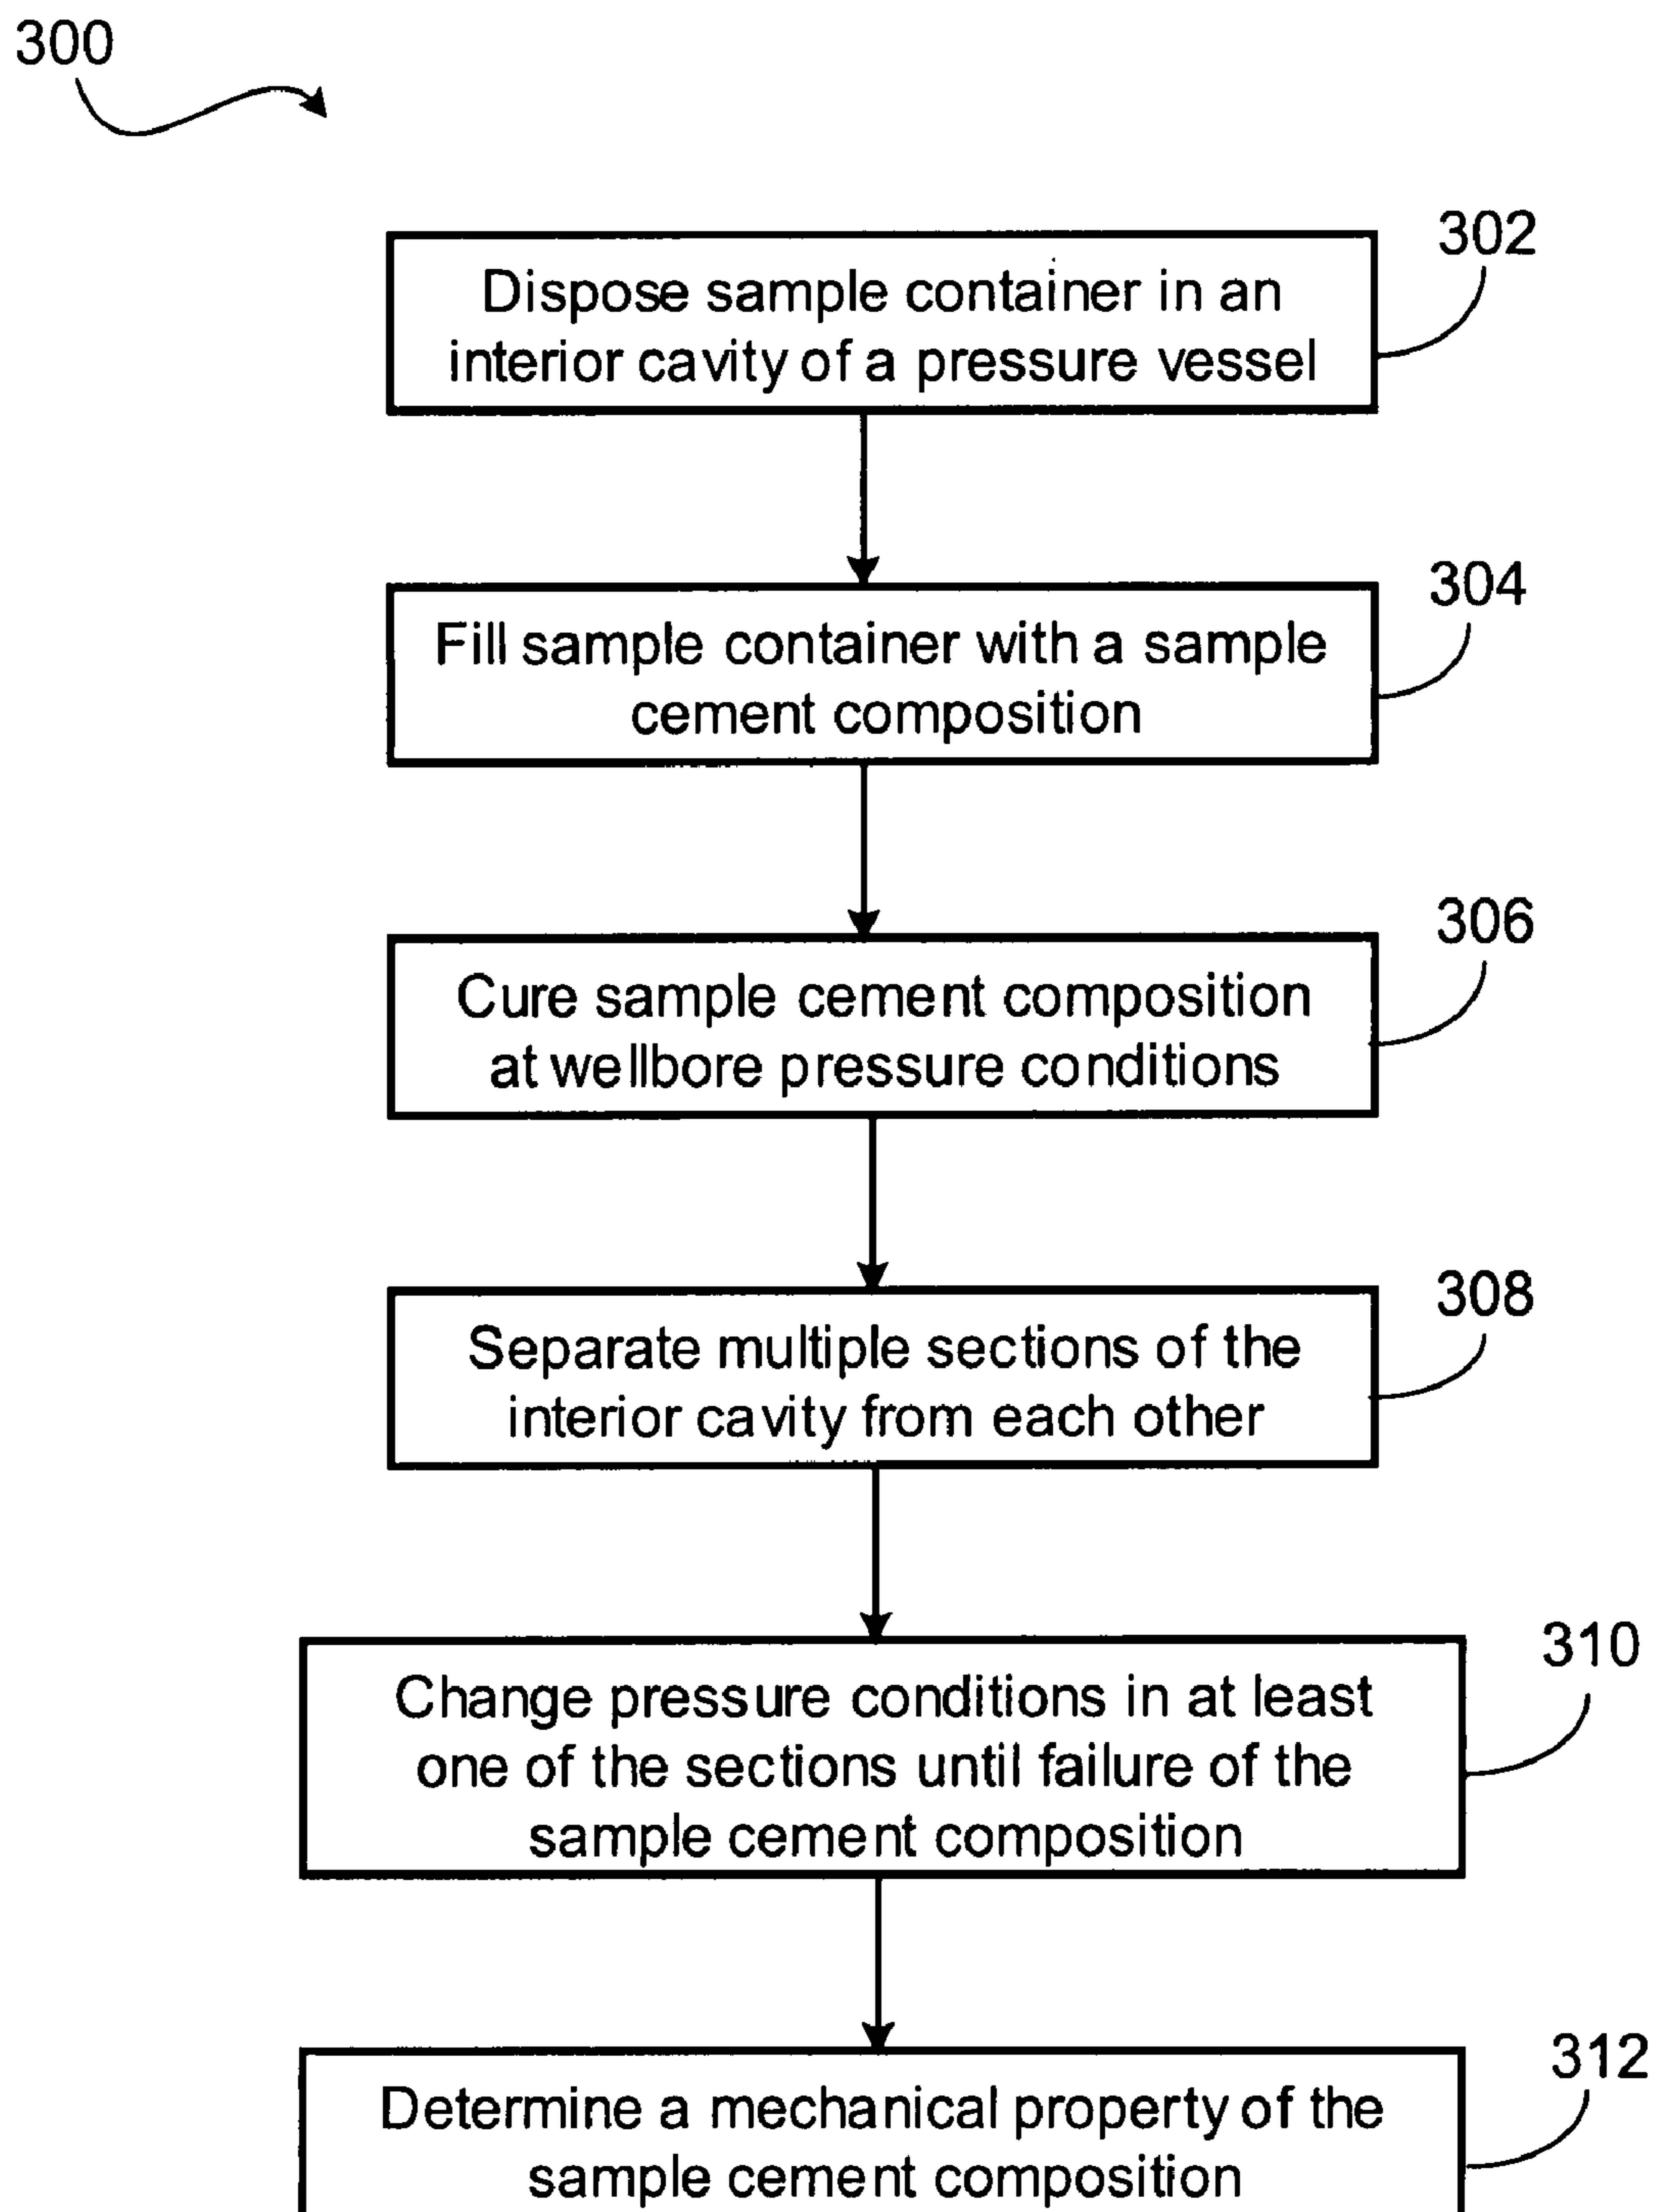 300
302
Dispose sample container in an
interior cavity of a pressure vessel
304
Fill sample container with a sample
cement composition
306
Cure sample cement composition
at wellbore pressure conditions
308
Separate multiple sections of the
interior cavity from each other
310
Change pressure conditions in at least
one of the sections until failure of the
sample cement composition
312
Determine a mechanical property of the
sample cement composition